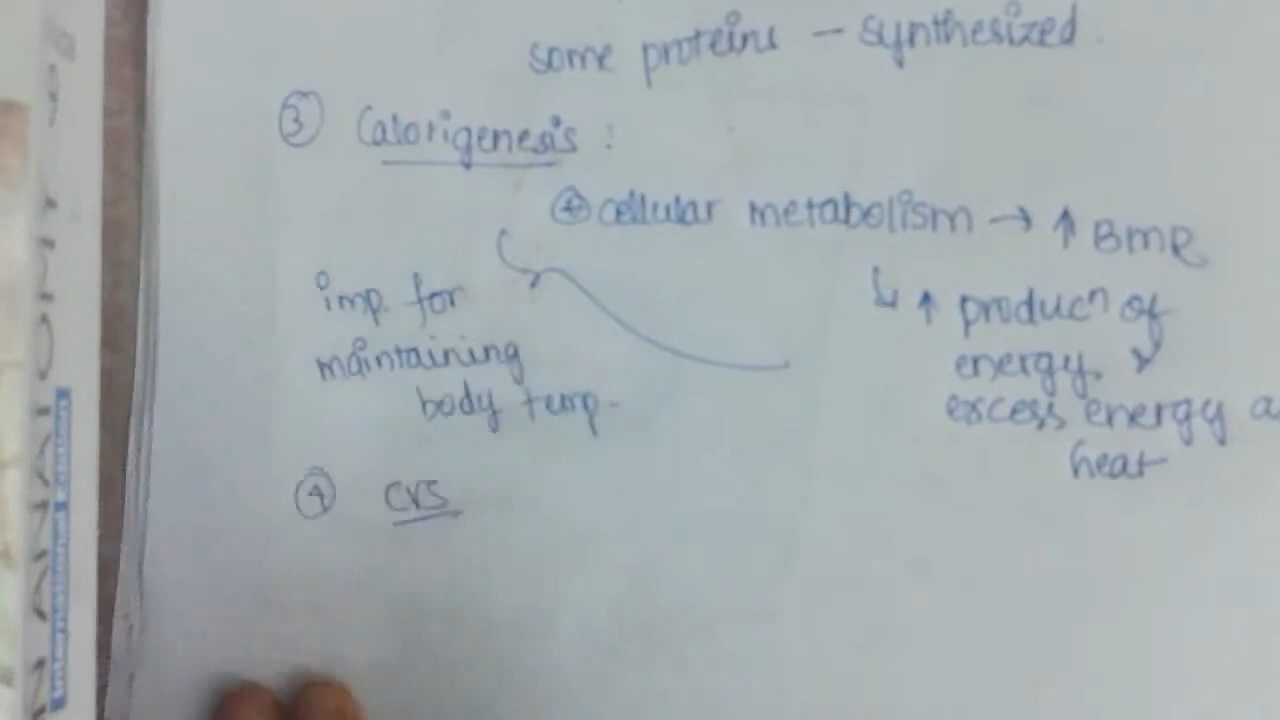 some proteins - synthesized.
③ Calorigenesis :
⊕ cellular metabolism → ↑ BMR
imp. for
maintaining
body temp.
↳ ↑ producⁿ of
energy &
excess energy a
heat
④ CVS
ANATOMY